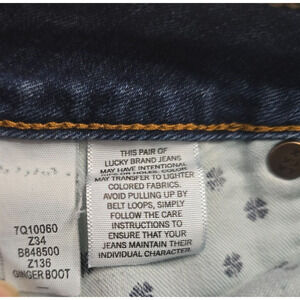 7Q10060
Z34
B848500
Z136
GINGER BOOT
THIS PAIR OF
LUCKY BRAND JEANS
MAY HAVE INTENTIONAL
HOLES.
MAY TRANSFER TO LIGHTER
COLORED FABRICS.
AVOID PULLING UP BY
BELT LOOPS, SIMPLY
FOLLOW THE CARE
INSTRUCTIONS TO
ENSURE THAT YOUR
JEANS MAINTAIN THEIR
INDIVIDUAL CHARACTER.